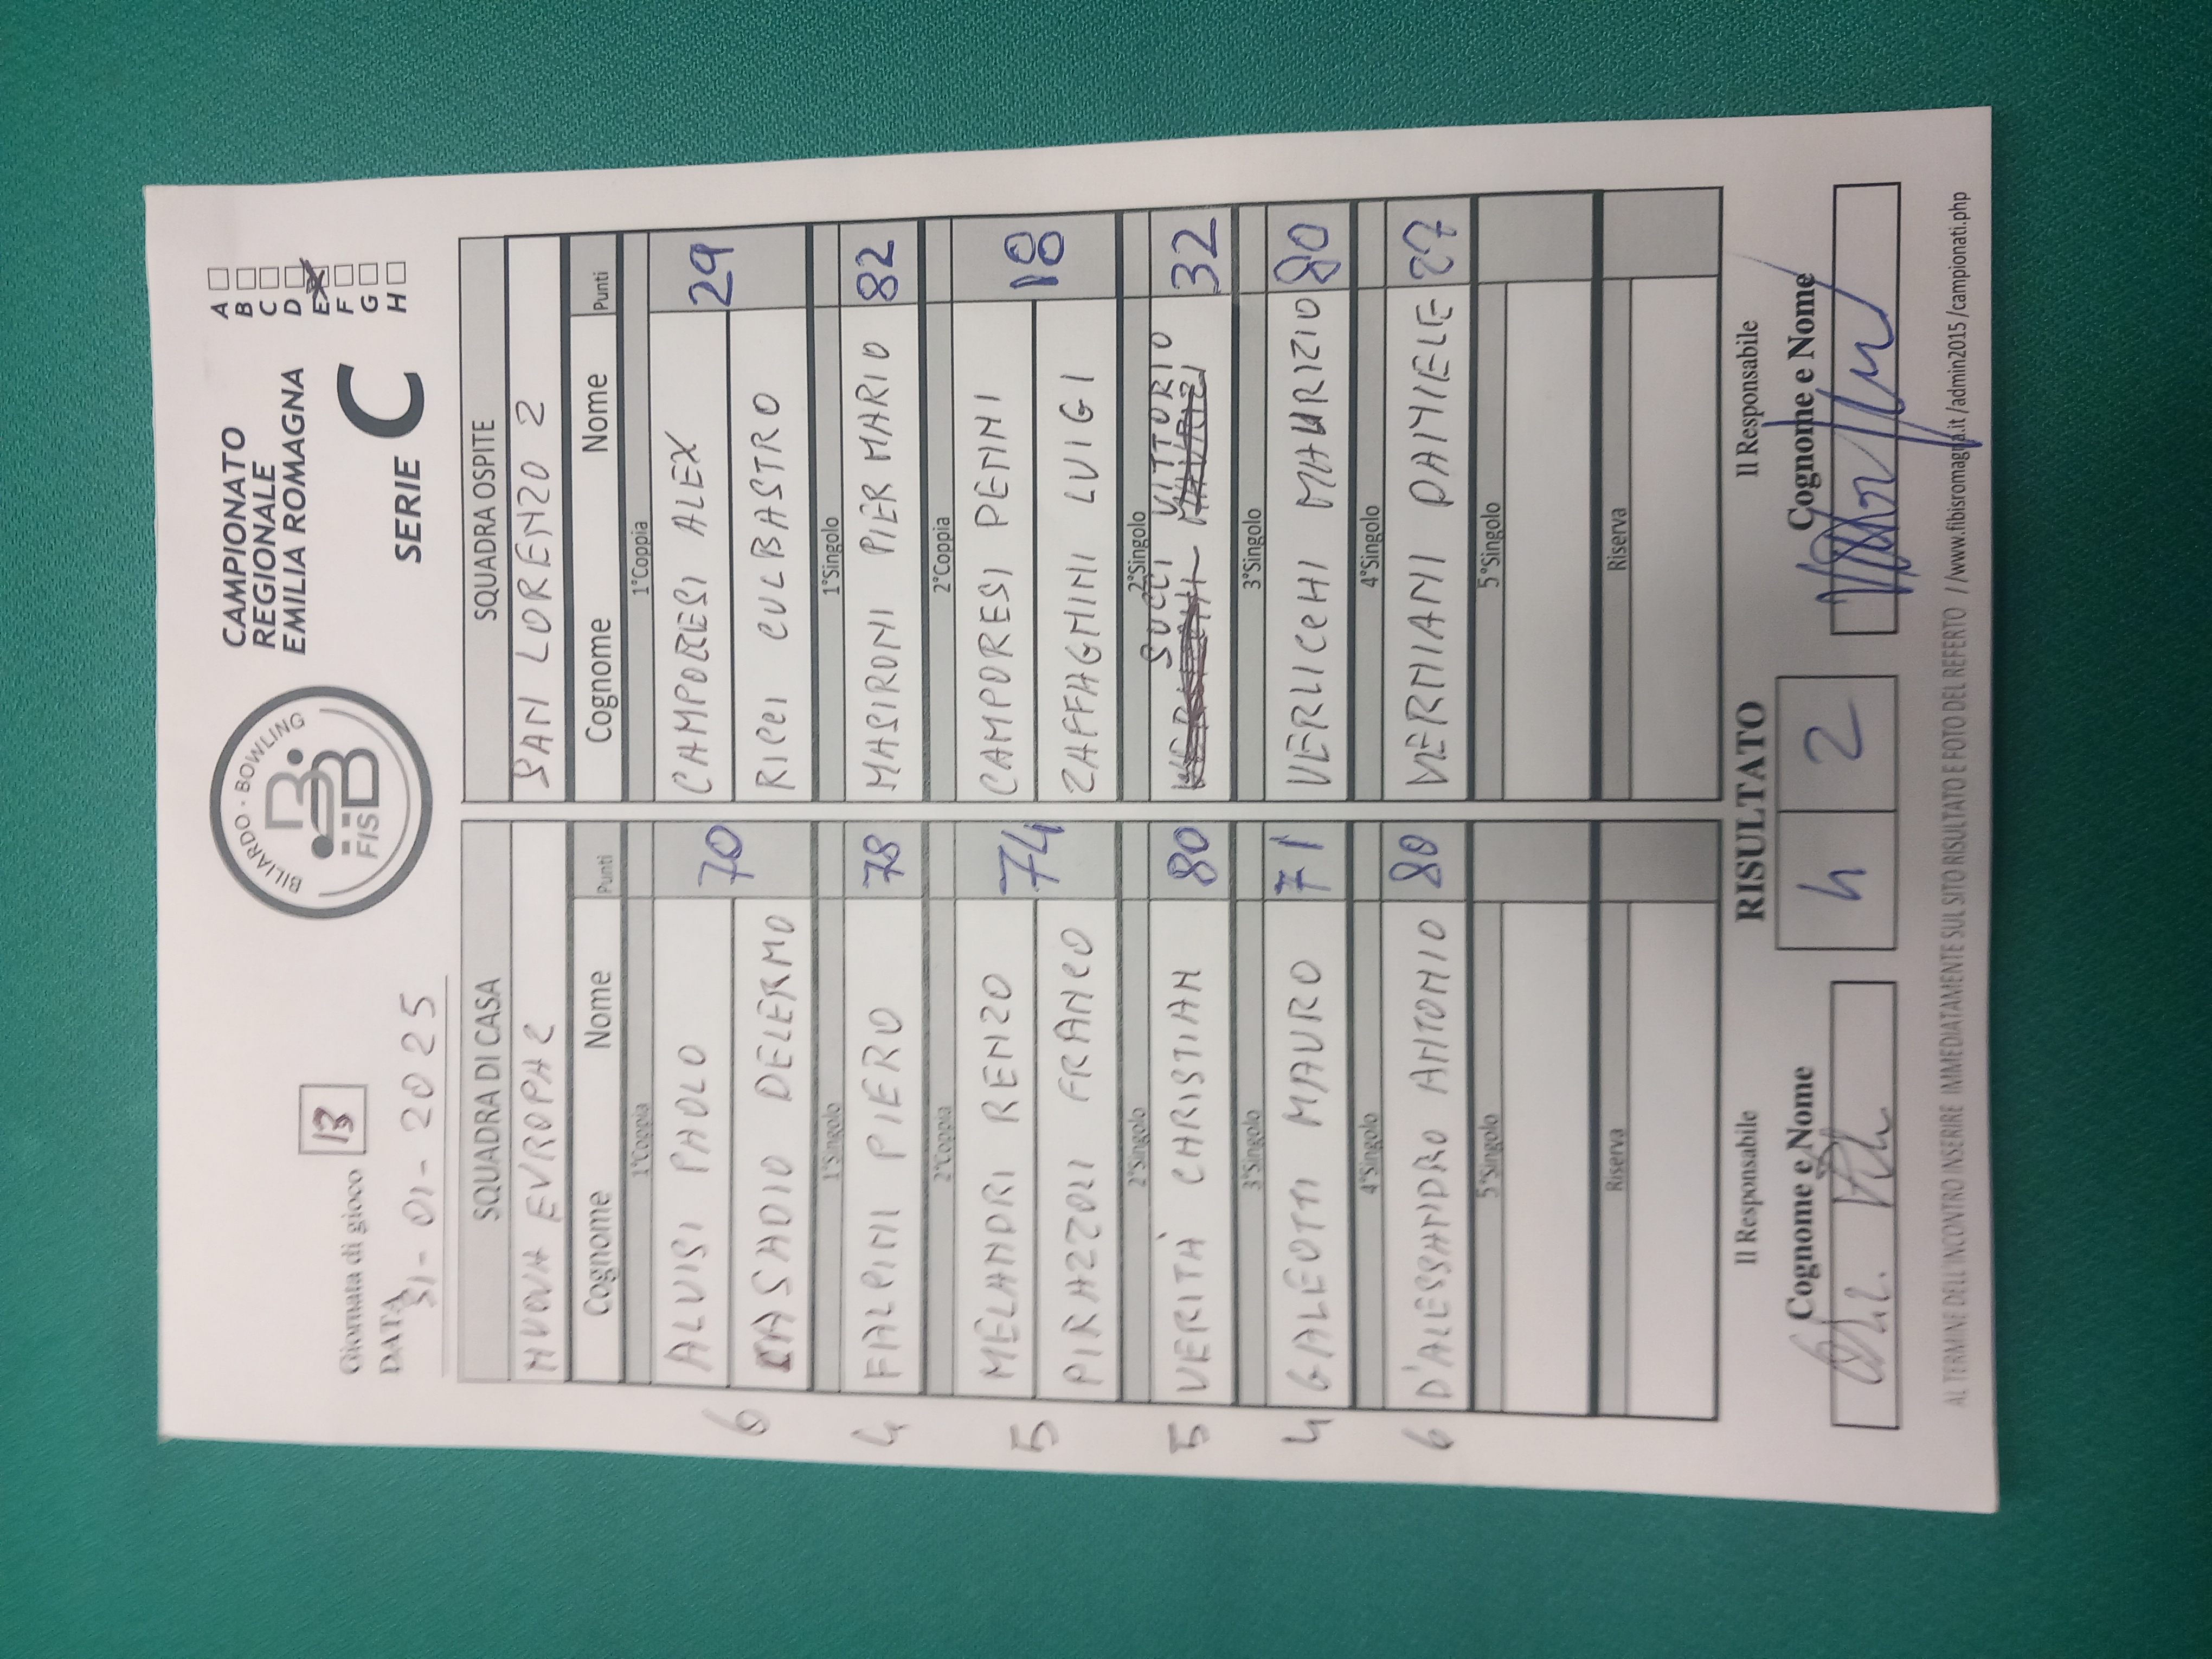 Giornata di gioco 13
DATA 31-01-2025
BILIARDO - BOWLING
FISBB
CAMPIONATO
REGIONALE
EMILIA ROMAGNA
SERIE C
A
B
C
D
E X
F
G
H
SQUADRA DI CASA SQUADRA OSPITE
NUOVA EUROPA 2 SAN LORENZO 2
Cognome Nome Punti Cognome Nome Punti
1°Coppia 1°Coppia
6 ALVISI PAOLO 70 CAMPORESI ALEX 29
CASADIO DELERMO RICCI CULBASTRO
1°Singolo 1°Singolo
4 FALPINI PIERO 78 MASIRONI PIER MARIO 82
2°Coppia 2°Coppia
5 MELANDRI RENZO 74 CAMPORESI PENNI 18
PIRAZZOLI FRANCO ZAFFAGNINI LUIGI
2°Singolo 2°Singolo
5 VERITÀ CHRISTIAN 80 SUCCI VITTORIO 32
3°Singolo 3°Singolo
4 GALEOTTI MAURO 71 VERLICCHI MAURIZIO 80
4°Singolo 4°Singolo
6 D'ALESSANDRO ANTONIO 80 VERNIANI DANIELE 27
5°Singolo 5°Singolo
Riserva Riserva
Il Responsabile RISULTATO Il Responsabile
Cognome e Nome 4 2 Cognome e Nome
AL TERMINE DELL'INCONTRO INSERIRE IMMEDIATAMENTE SUL SITO RISULTATO E FOTO DEL REFERTO //www.fibisromagna.it/admin2015/campionati.php